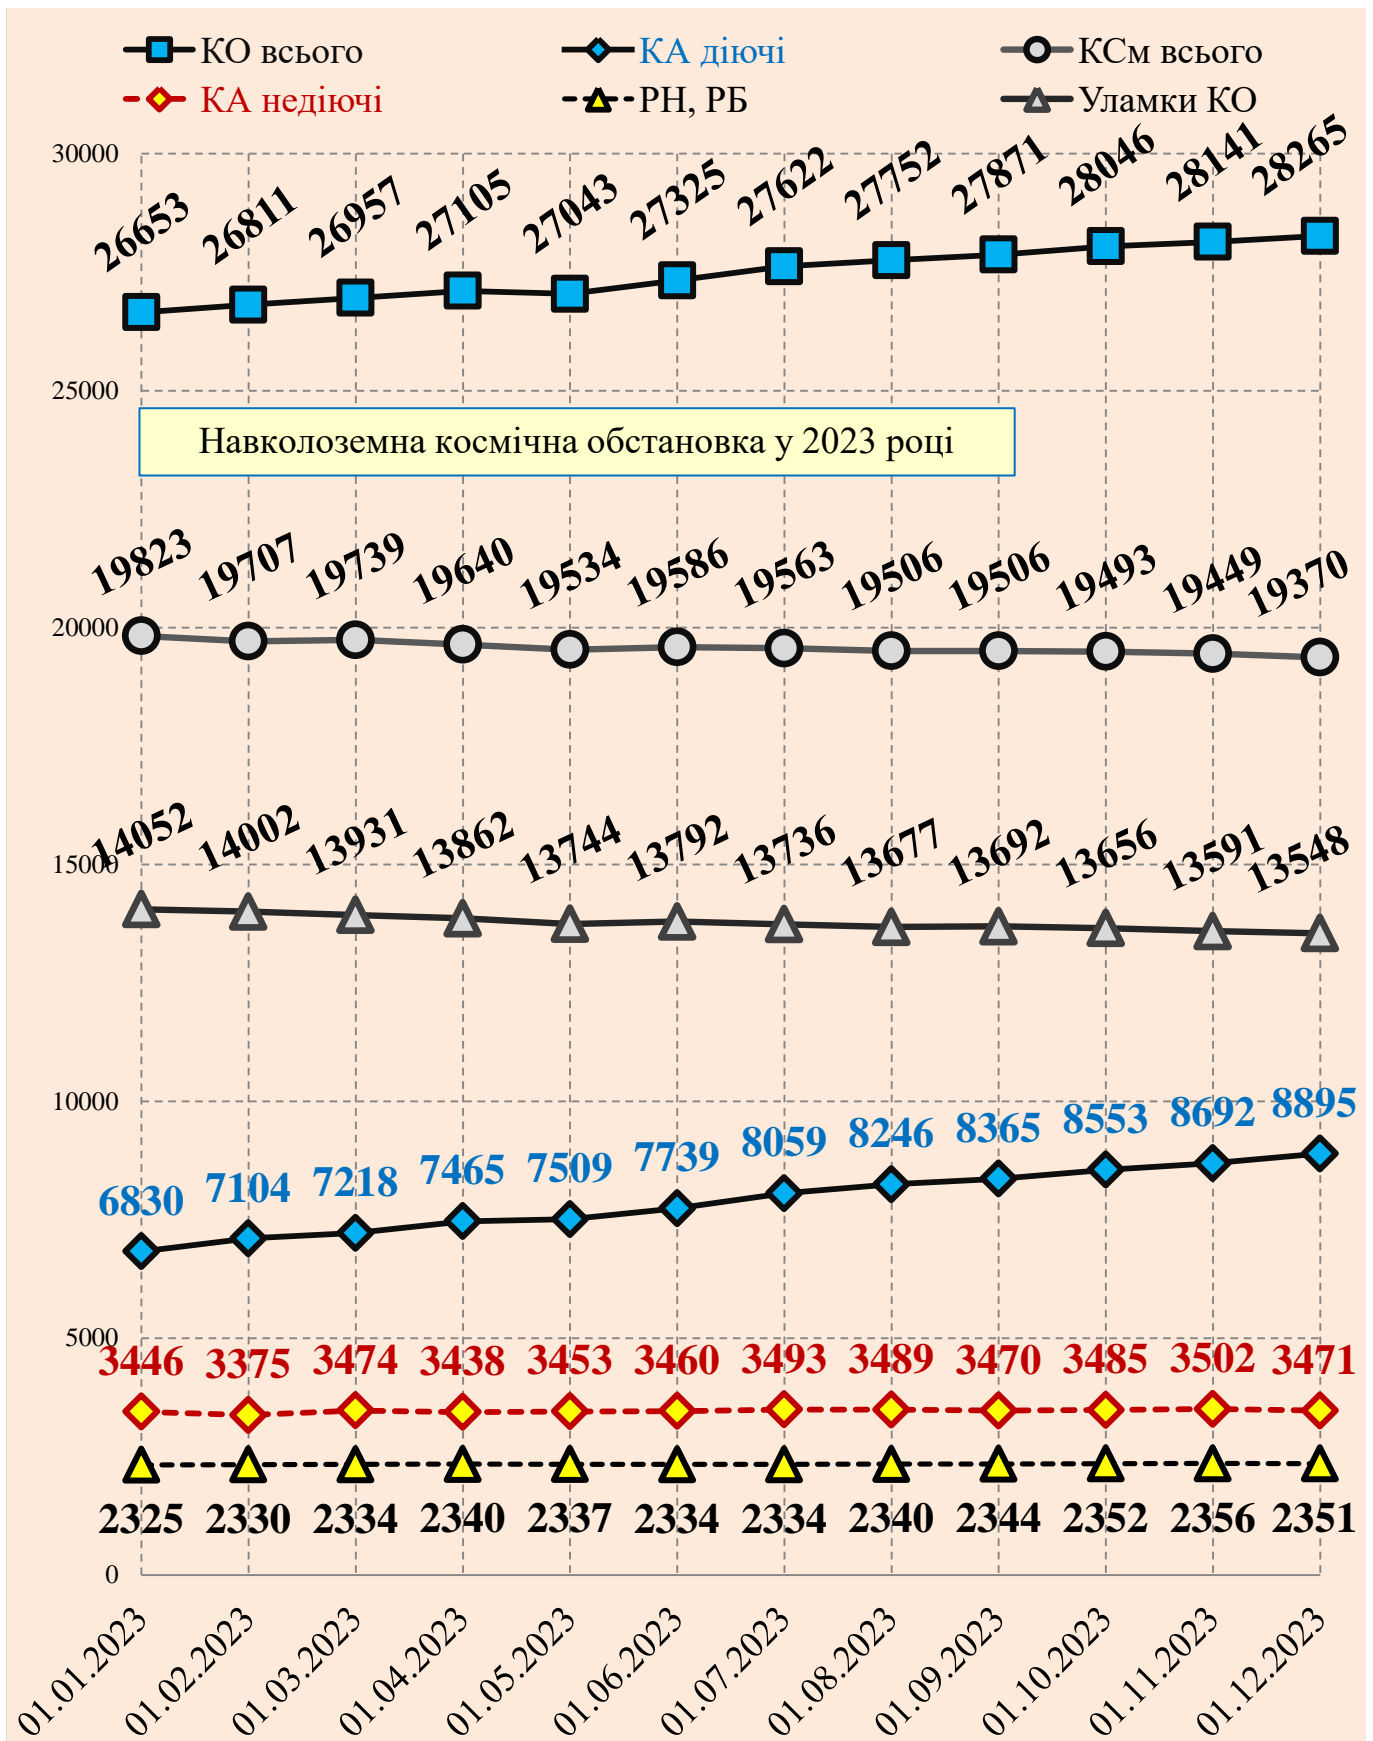 КО всього КА діючі КСм всього
КА недіючі РН, РБ Уламки КО
30000
26653 26811 26957 27105 27043 27325 27622 27752 27871 28046 28141 28265
25000
Навколоземна космічна обстановка у 2023 році
19823 19707 19739 19640 19534 19586 19563 19506 19506 19493 19449 19370
20000
14052 14002 13931 13862 13744 13792 13736 13677 13692 13656 13591 13548
15000
10000
6830 7104 7218 7465 7509 7739 8059 8246 8365 8553 8692 8895
5000
3446 3375 3474 3438 3453 3460 3493 3489 3470 3485 3502 3471
2325 2330 2334 2340 2337 2334 2334 2340 2344 2352 2356 2351
0
01.01.2023 01.02.2023 01.03.2023 01.04.2023 01.05.2023 01.06.2023 01.07.2023 01.08.2023 01.09.2023 01.10.2023 01.11.2023 01.12.2023